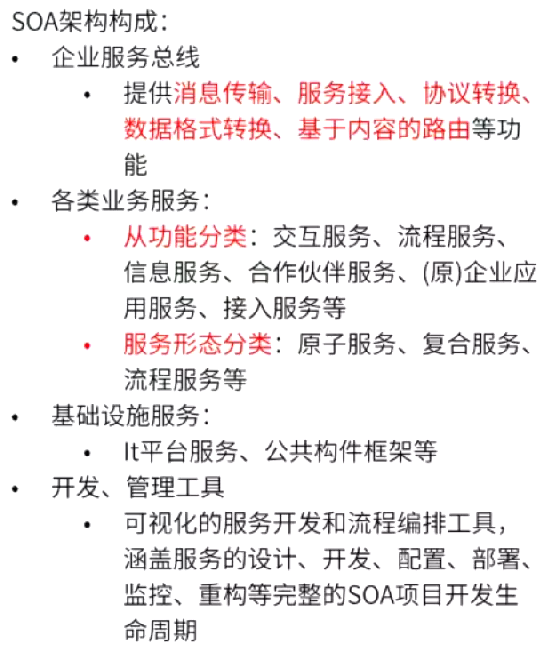 SOA架构构成：
• 企业服务总线
• 提供消息传输、服务接入、协议转换、
数据格式转换、基于内容的路由等功
能
• 各类业务服务：
• 从功能分类：交互服务、流程服务、
信息服务、合作伙伴服务、(原)企业应
用服务、接入服务等
• 服务形态分类：原子服务、复合服务、
流程服务等
• 基础设施服务：
• It平台服务、公共构件框架等
• 开发、管理工具
• 可视化的服务开发和流程编排工具，
涵盖服务的设计、开发、配置、部署、
监控、重构等完整的SOA项目开发生
命周期